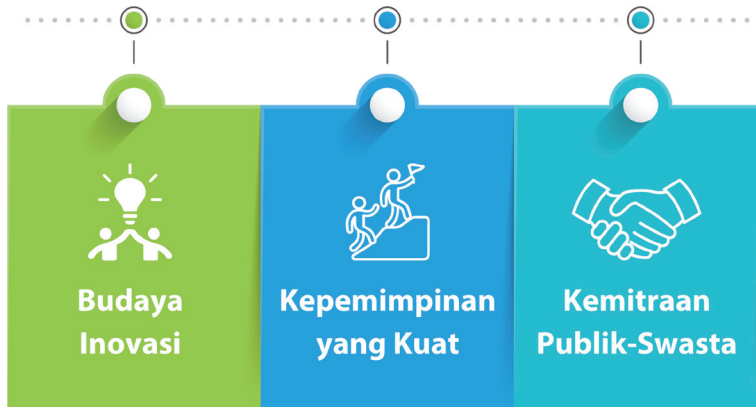 Budaya
Inovasi
Kepemimpinan
yang Kuat
Kemitraan
Publik-Swasta